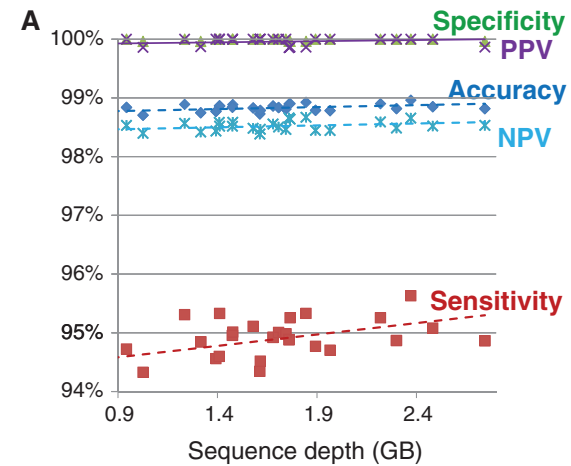 A
Specificity
100%
PPV
Accuracy
99%
NPV
98%
97%
96%
Sensitivity
95%
94%
0.9 1.4 1.9 2.4
Sequence depth (GB)